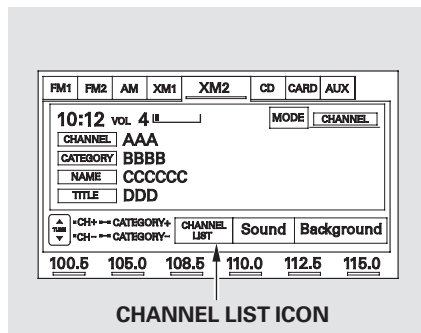 FM1 FM2 AM XM1 XM2 CD CARD AUX
10:12 VOL 4 MODE CHANNEL
CHANNEL AAA
CATEGORY BBBB
NAME CCCCCC
TITLE DDD
TUNE CH+ CATEGORY+ CHANNEL LIST Sound Background
CH− CATEGORY−
100.5 105.0 108.5 110.0 112.5 115.0
CHANNEL LIST ICON